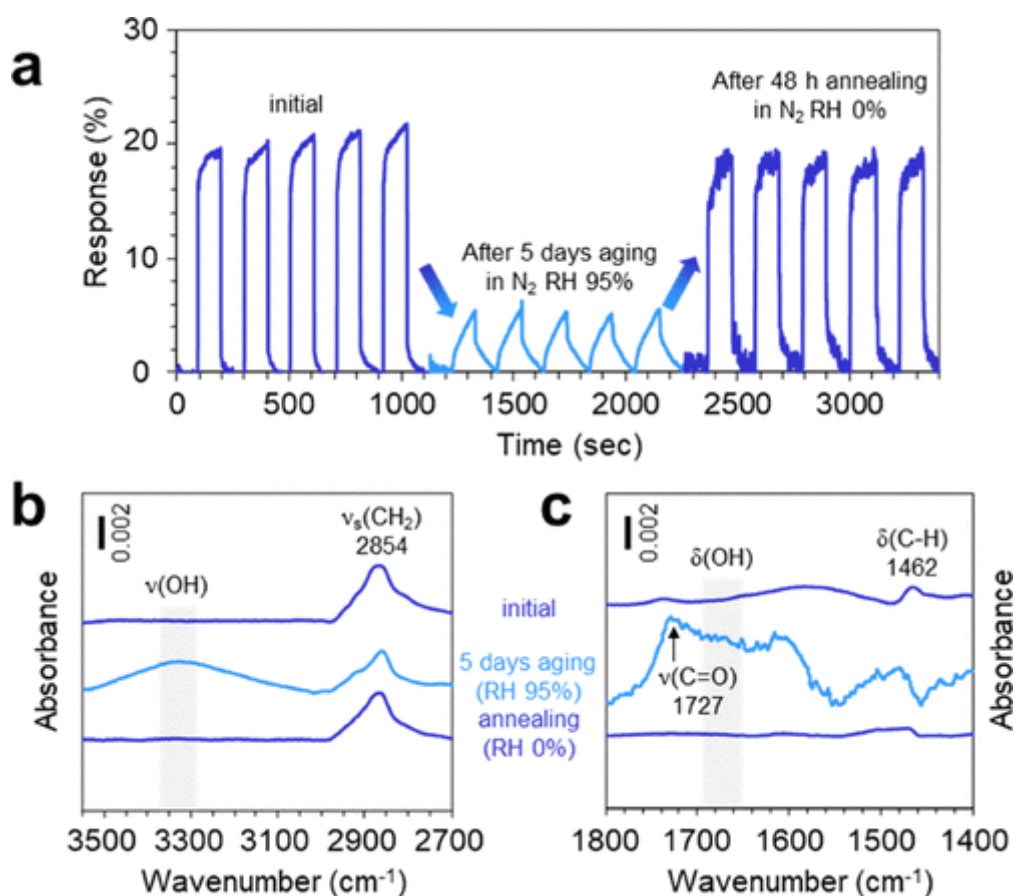 a
30
20
10
0
Response (%)
initial
After 5 days aging
in N₂ RH 95%
After 48 h annealing
in N₂ RH 0%
0 500 1000 1500 2000 2500 3000
Time (sec)
b
0.002
ν(OH)
νₛ(CH₂)
2854
Absorbance
3550 3300 3100 2900 2700
Wavenumber (cm⁻¹)
initial
5 days aging
(RH 95%)
annealing
(RH 0%)
c
0.002
δ(OH)
δ(C-H)
1462
ν(C=O)
1727
Absorbance
1800 1700 1600 1500 1400
Wavenumber (cm⁻¹)